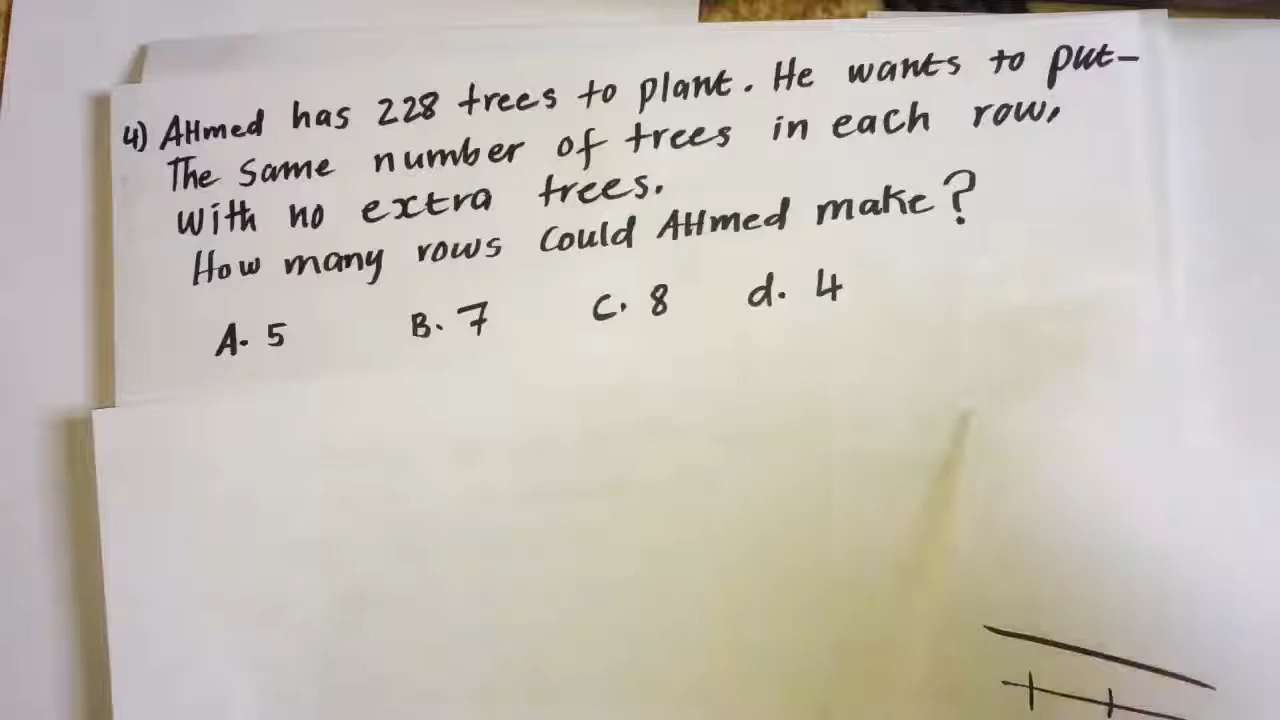 4) AHmed has 228 trees to plant. He wants to put
The same number of trees in each row,
with no extra trees.
How many rows could AHmed make?
A. 5 B. 7 C. 8 d. 4